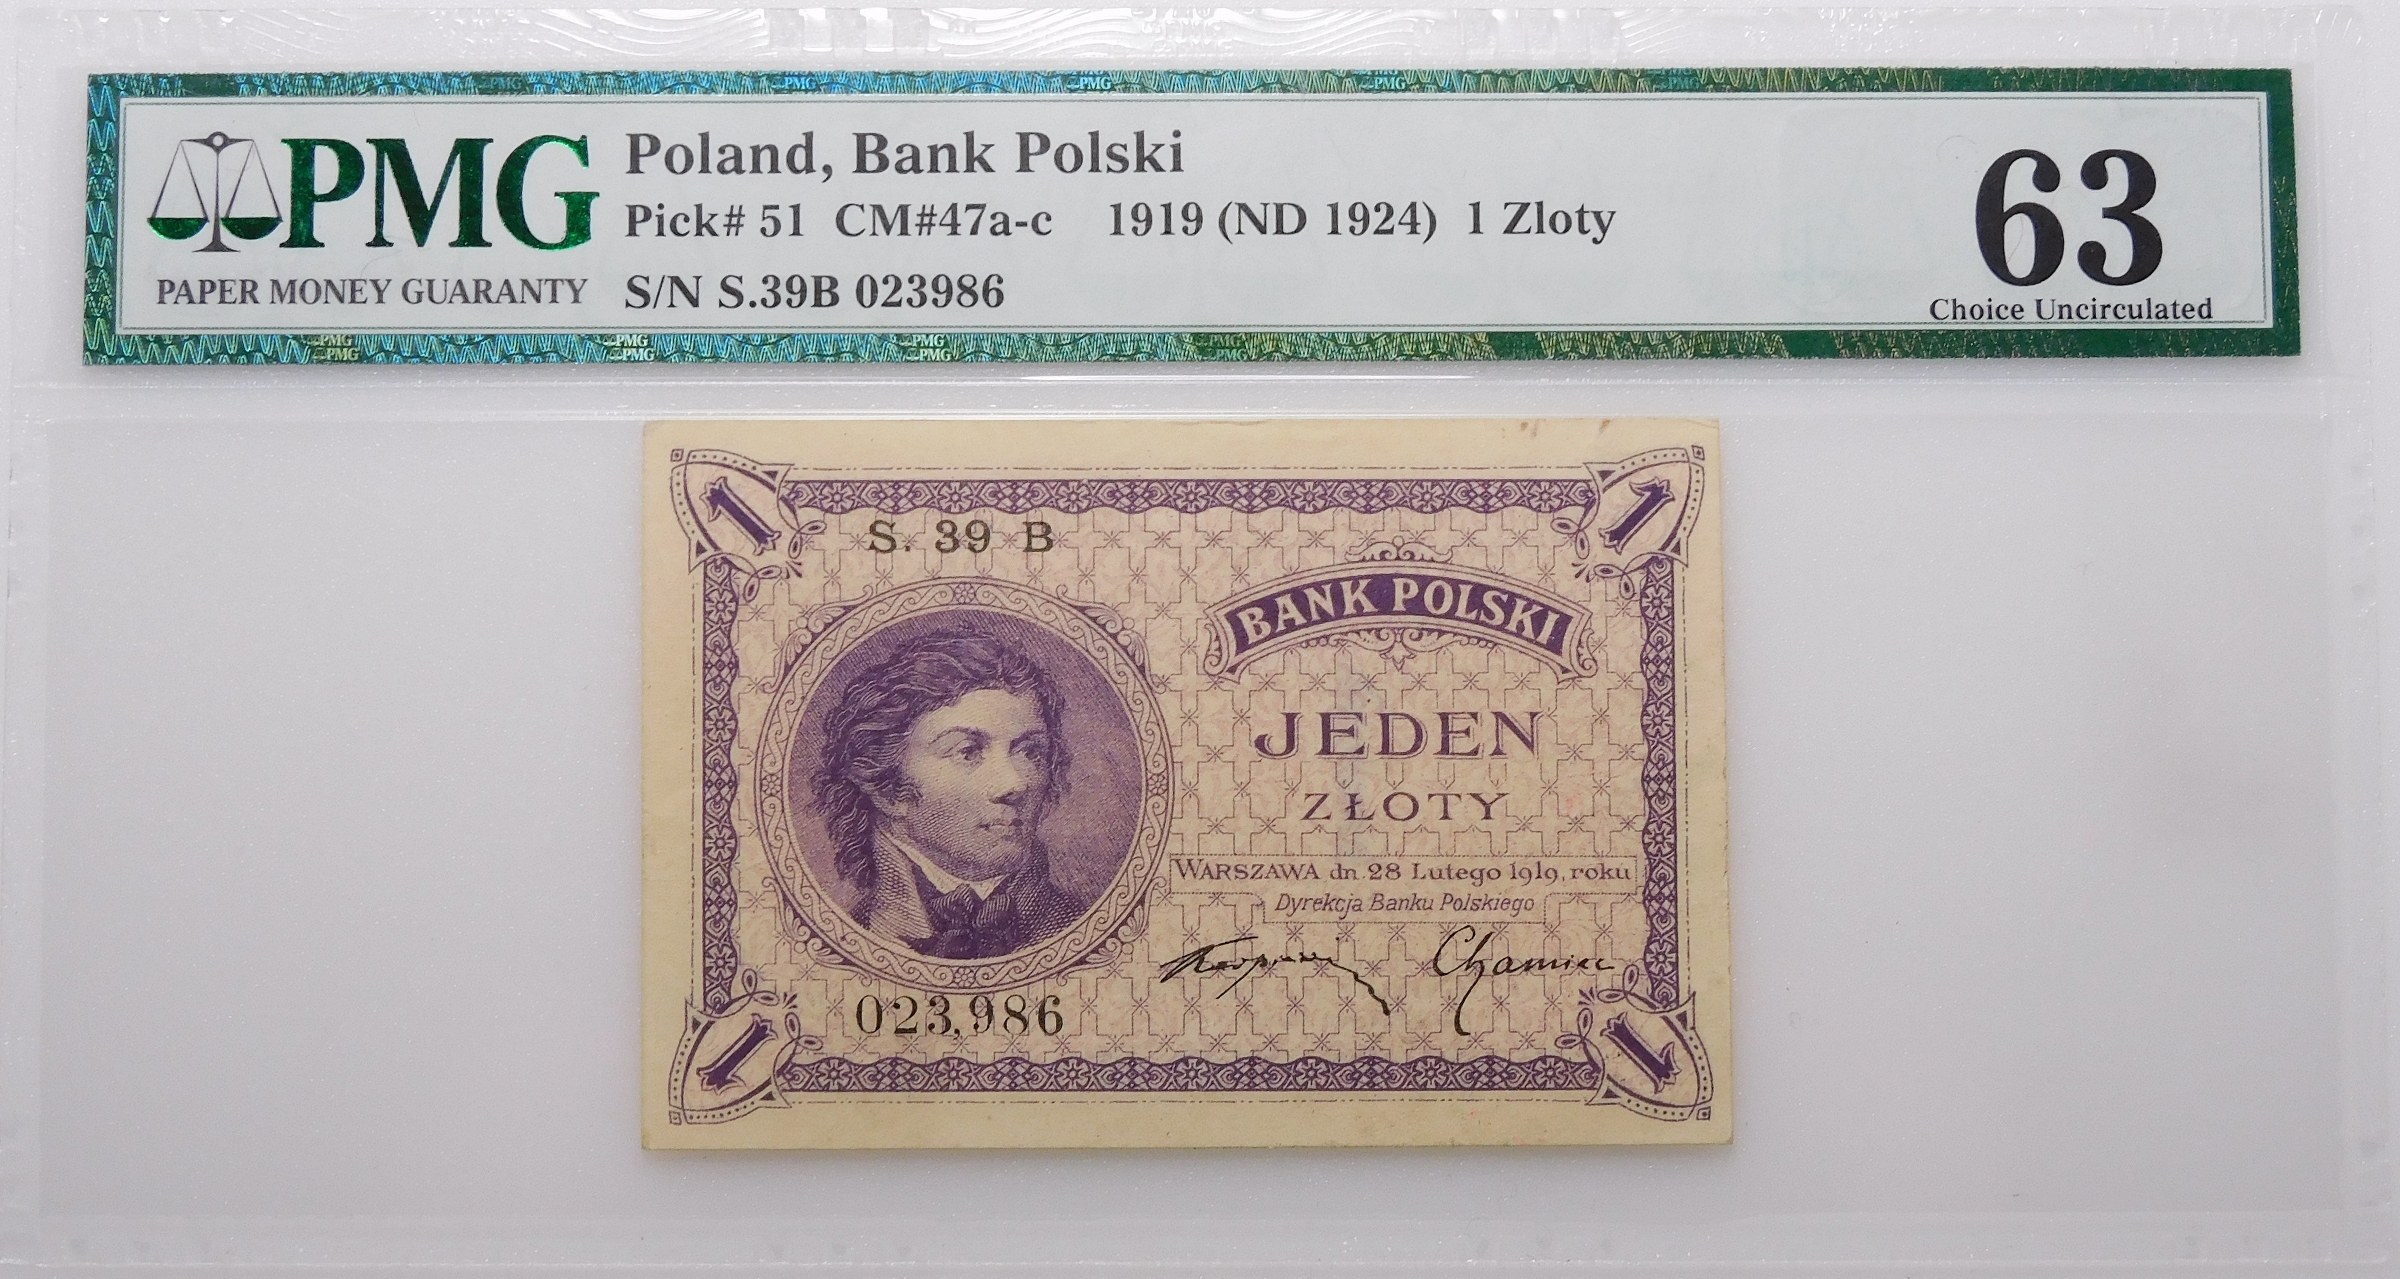 PMG
PAPER MONEY GUARANTY
Poland, Bank Polski
Pick# 51 CM#47a-c 1919 (ND 1924) 1 Zloty
S/N S.39B 023986
63
Choice Uncirculated
1 1
S. 39 B
BANK POLSKI
JEDEN
ZŁOTY
WARSZAWA dn. 28 Lutego 1919, roku
Dyrekcja Banku Polskiego
023,986
1 1